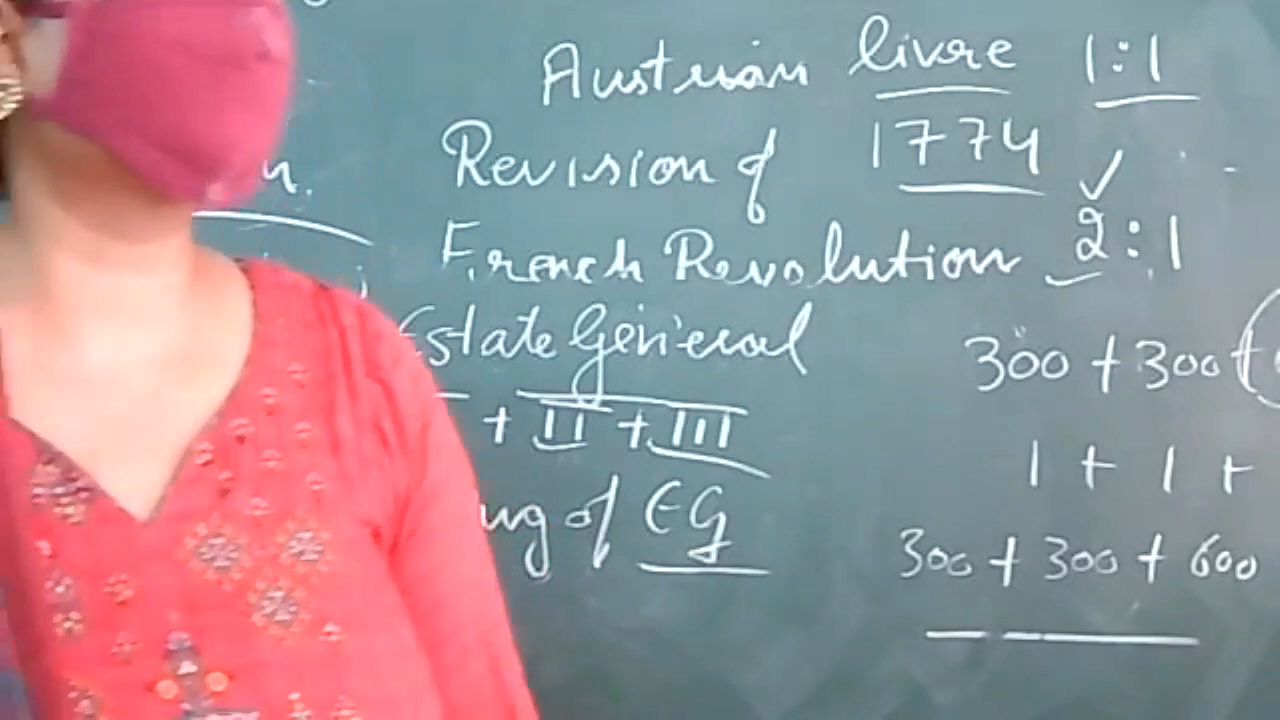 Austrian livre 1:1
Revision of 1774 ✓
n.
French Revolution 2:1
Estate General
300 + 300 +
+ II + III
1 + 1 +
ug of EG
300 + 300 + 600